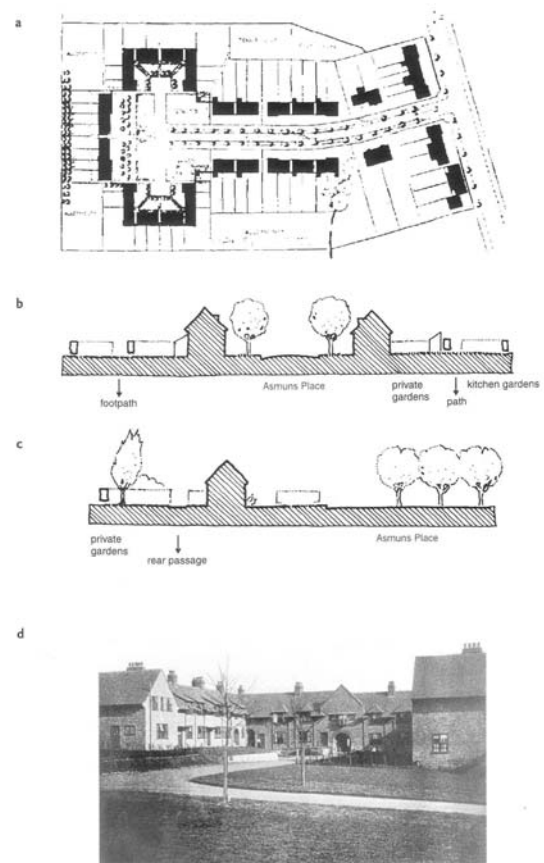 a
b
Asmuns Place
private
gardens
kitchen gardens
footpath
path
c
private
gardens
Asmuns Place
rear passage
d